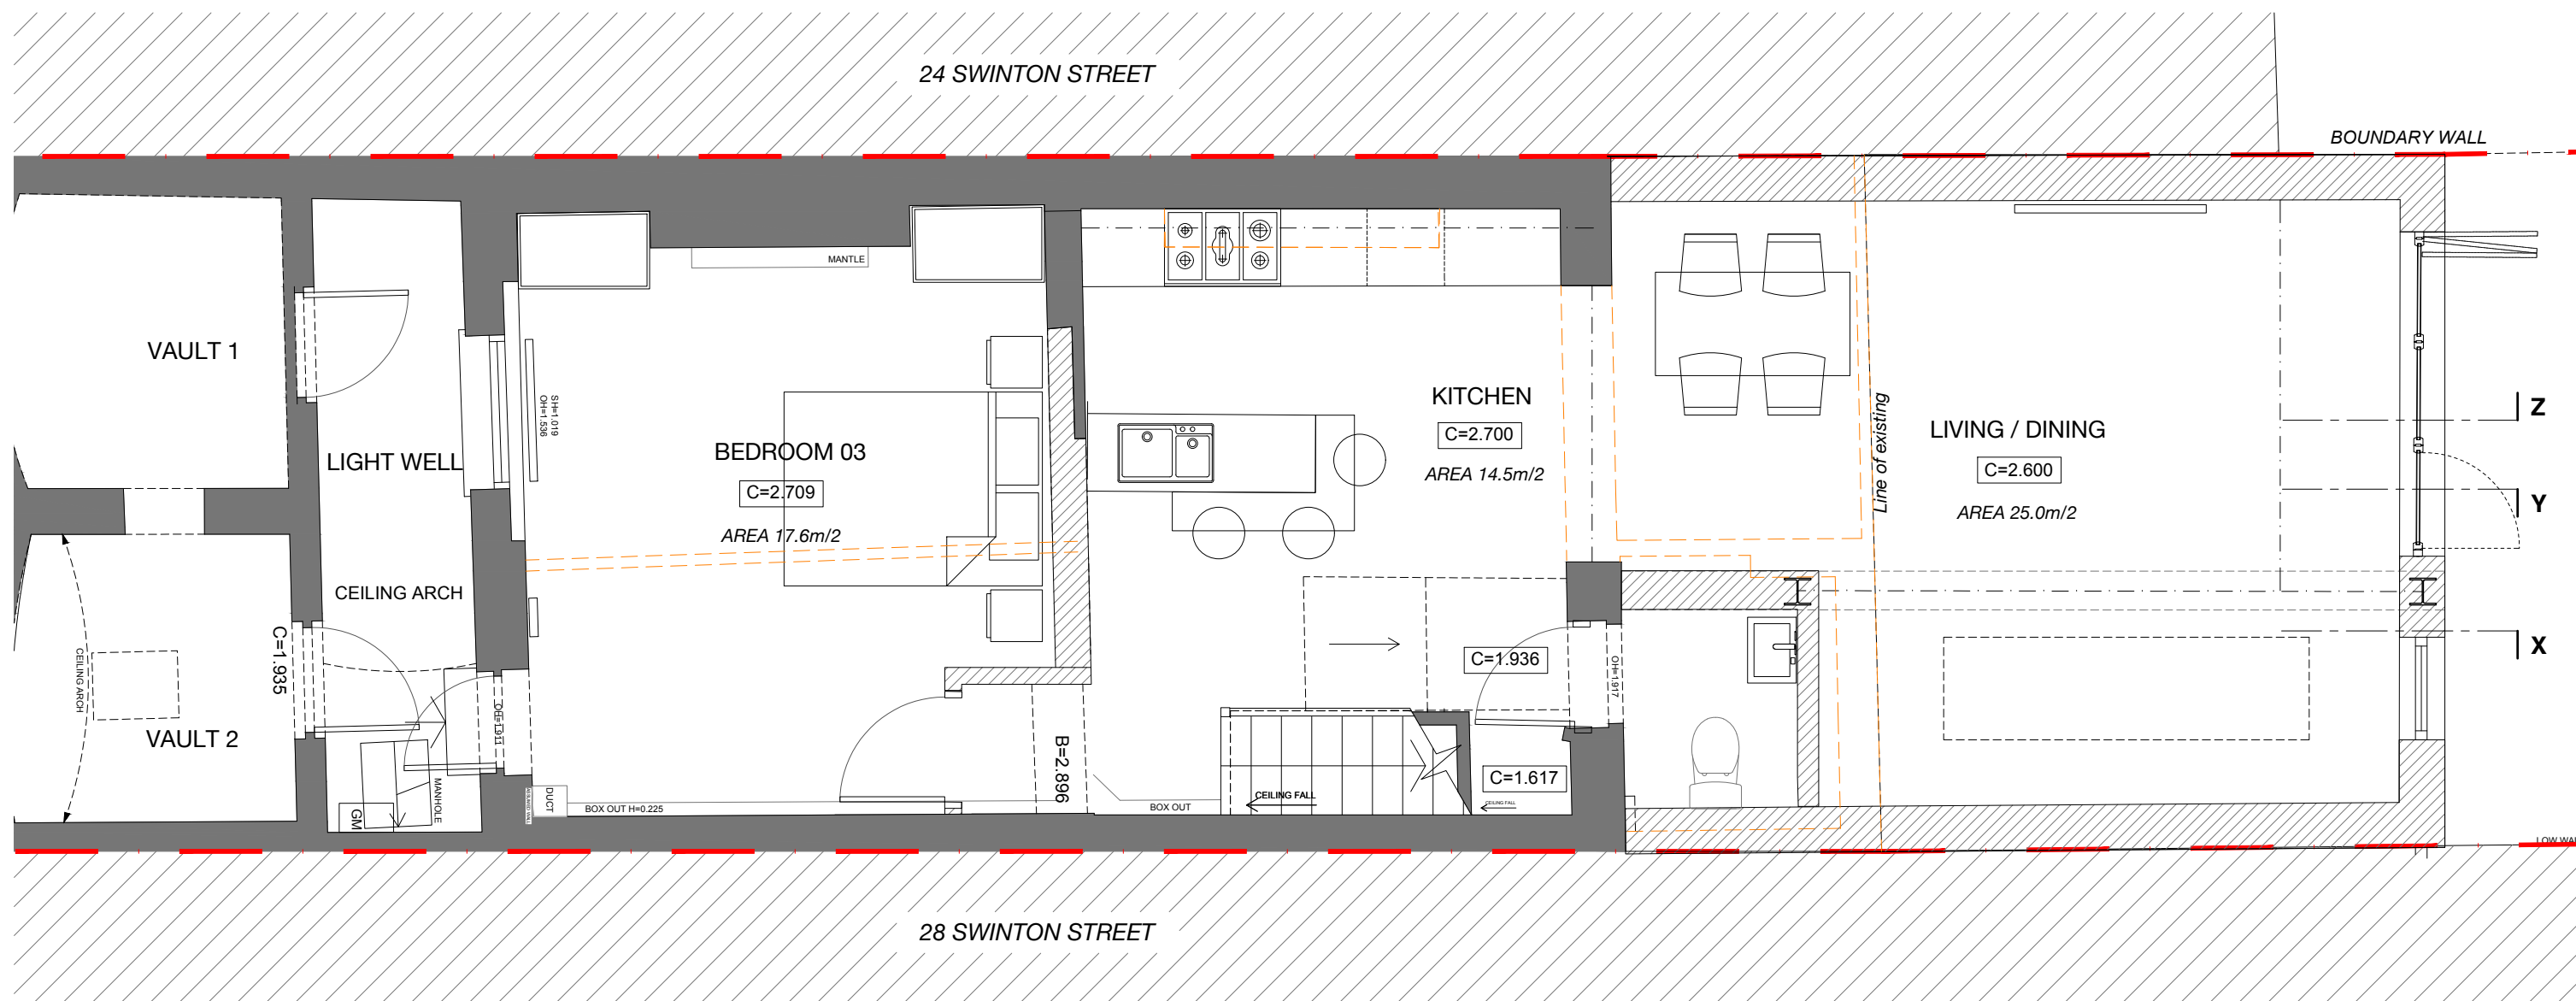 24 SWINTON STREET
BOUNDARY WALL
MANTLE
VAULT 1
LIGHT WELL
SH=1.019
OH=1.536
BEDROOM 03
C=2.709
AREA 17.6m/2
KITCHEN
C=2.700
AREA 14.5m/2
Line of existing
LIVING / DINING
C=2.600
AREA 25.0m/2
Z
Y
X
CEILING ARCH
CEILING ARCH
C=1.935
VAULT 2
OH=1.911
MANHOLE
GM
DUCT
BOX OUT H=0.225
B=2.896
BOX OUT
CEILING FALL
C=1.936
OH=1.917
C=1.617
CEILING FALL
28 SWINTON STREET